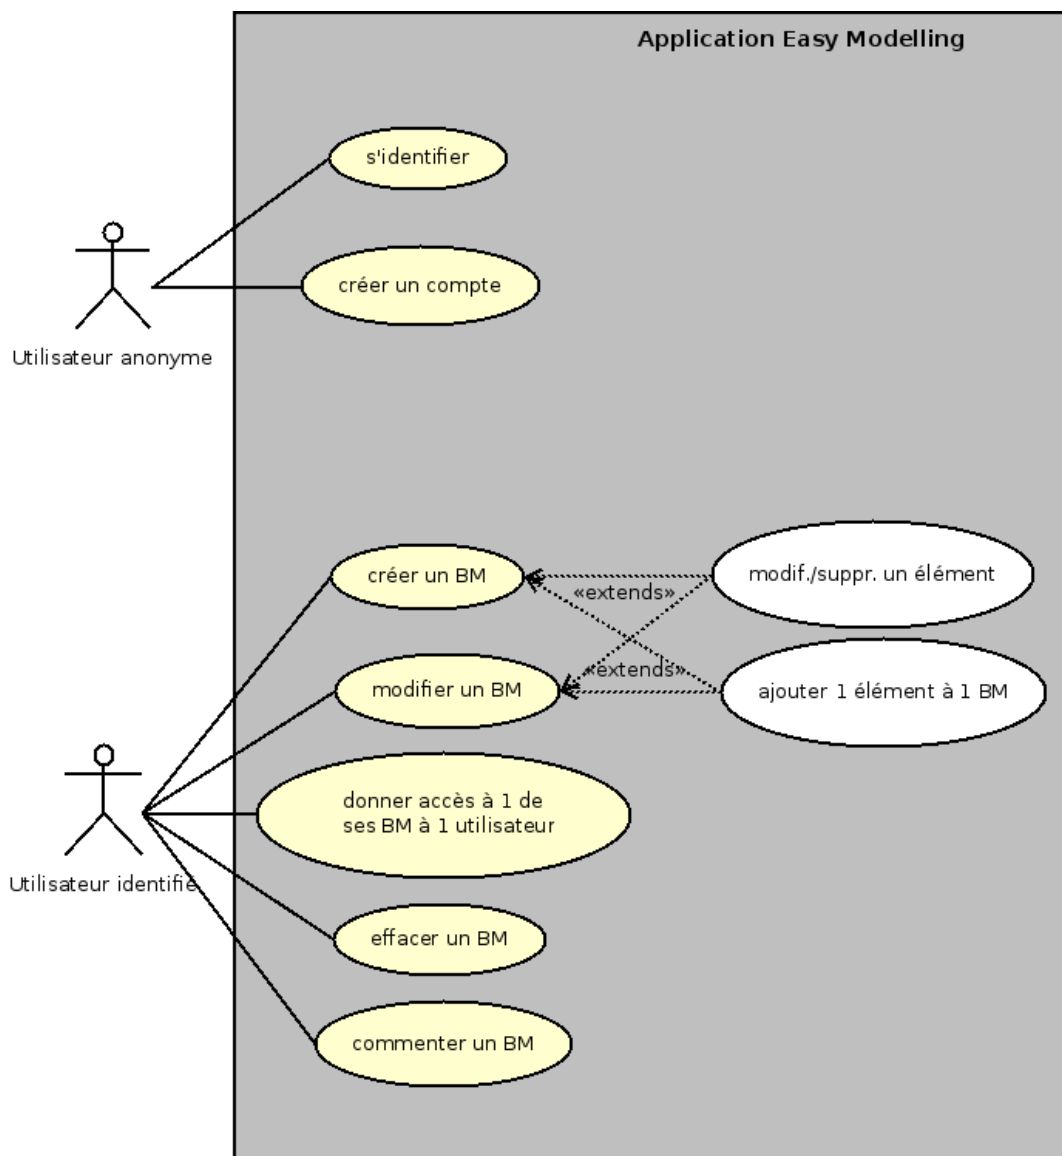 Application Easy Modelling
s'identifier
créer un compte
Utilisateur anonyme
créer un BM
«extends»
modif./suppr. un élément
modifier un BM
«extends»
ajouter 1 élément à 1 BM
donner accès à 1 de
ses BM à 1 utilisateur
Utilisateur identifié
effacer un BM
commenter un BM